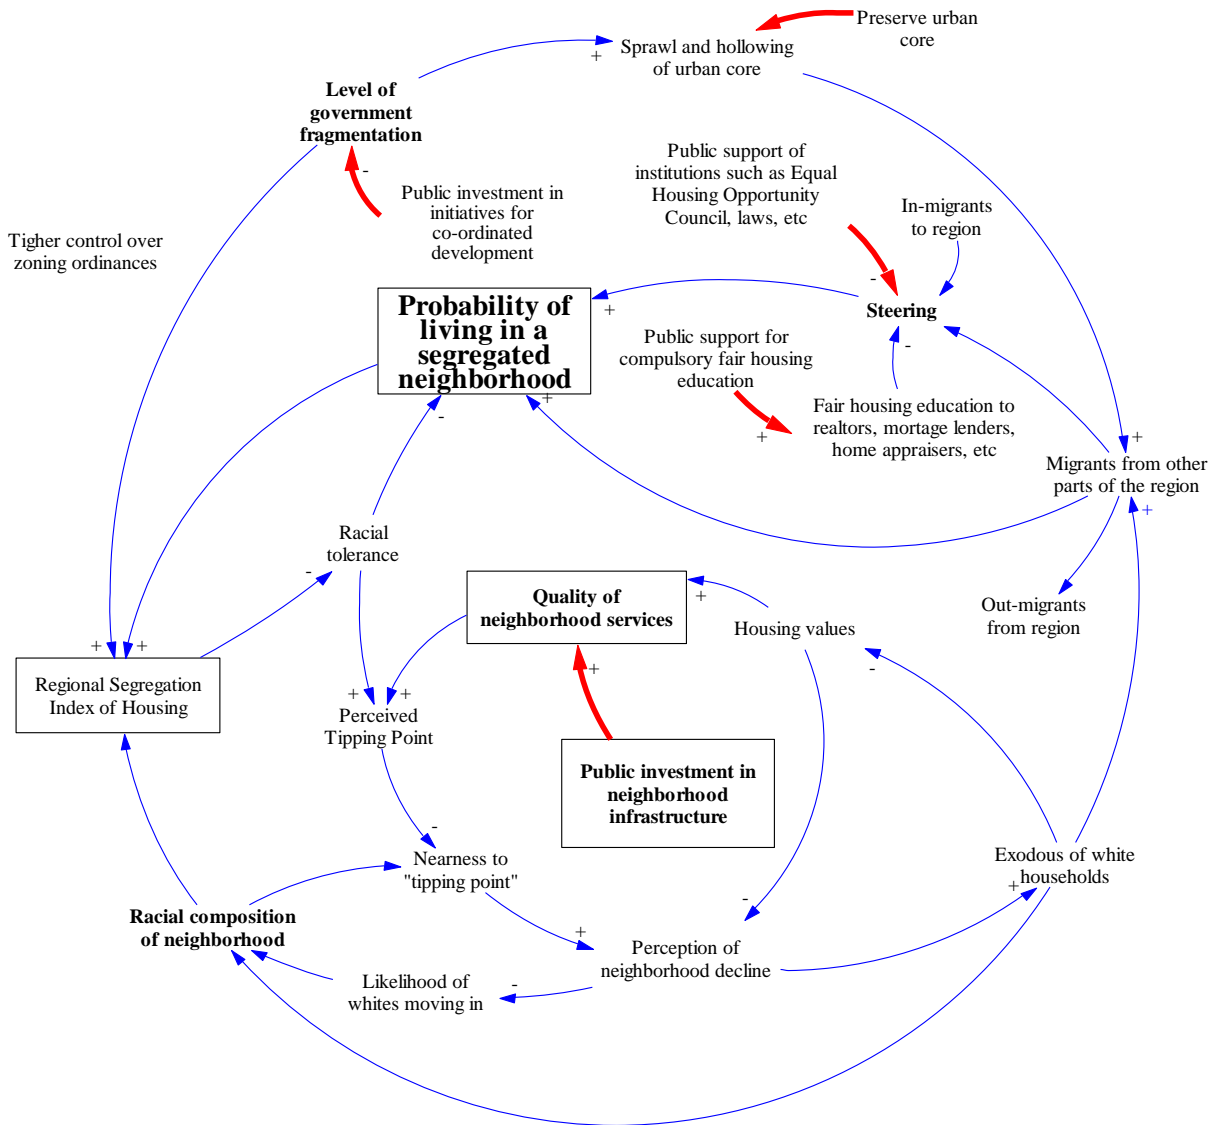 Preserve urban
core
Sprawl and hollowing
of urban core
+
Level of
government
fragmentation
-
Public investment in
initiatives for
co-ordinated
development
Public support of
institutions such as Equal
Housing Opportunity
Council, laws, etc
In-migrants
to region
Tigher control over
zoning ordinances
-
Steering
Probability of
living in a
segregated
neighborhood
+
Public support for
compulsory fair housing
education
-
+
-
+
Fair housing education to
realtors, mortage lenders,
home appraisers, etc
+
Migrants from other
parts of the region
+
Racial
tolerance
-
Quality of
neighborhood services
+
Housing values
Out-migrants
from region
+
+
Regional Segregation
Index of Housing
+
-
+
+
Perceived
Tipping Point
Public investment in
neighborhood
infrastructure
-
Nearness to
"tipping point"
Exodous of white
households
+
-
Racial composition
of neighborhood
+
Perception of
neighborhood decline
Likelihood of
whites moving in
-